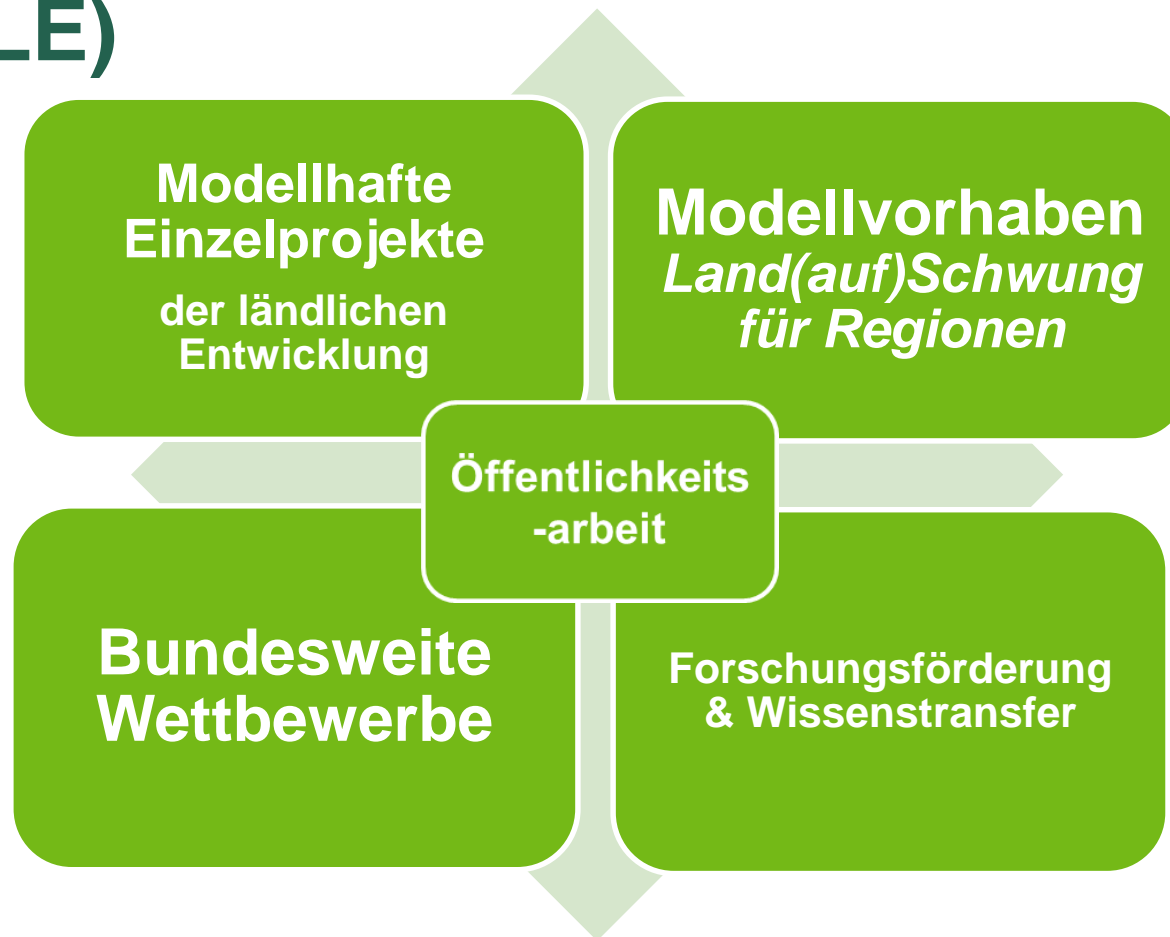 LE)
Modellhafte
Einzelprojekte
der ländlichen
Entwicklung
Modellvorhaben
Land(auf)Schwung
für Regionen
Öffentlichkeits
-arbeit
Bundesweite
Wettbewerbe
Forschungsförderung
& Wissenstransfer